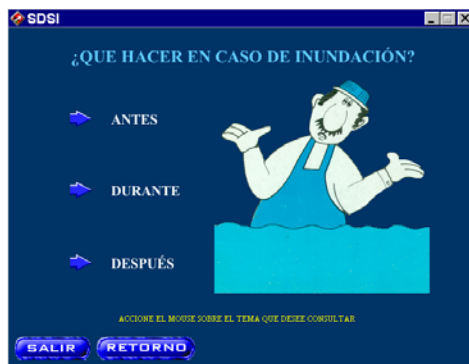 SDSI
¿QUE HACER EN CASO DE INUNDACIÓN?
ANTES
DURANTE
DESPUÉS
ACCIONE EL MOUSE SOBRE EL TEMA QUE DESEE CONSULTAR
SALIR RETORNO